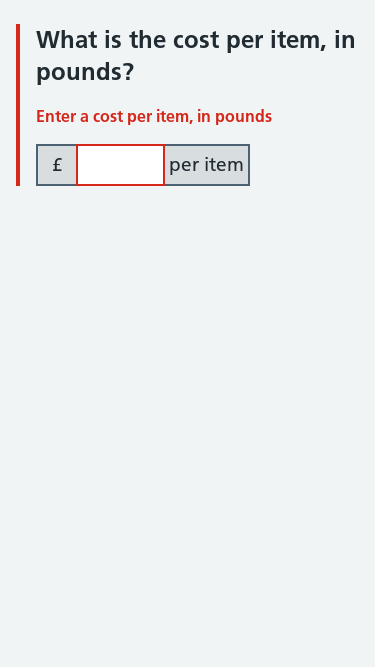 What is the cost per item, in
pounds?
Enter a cost per item, in pounds
£ per item